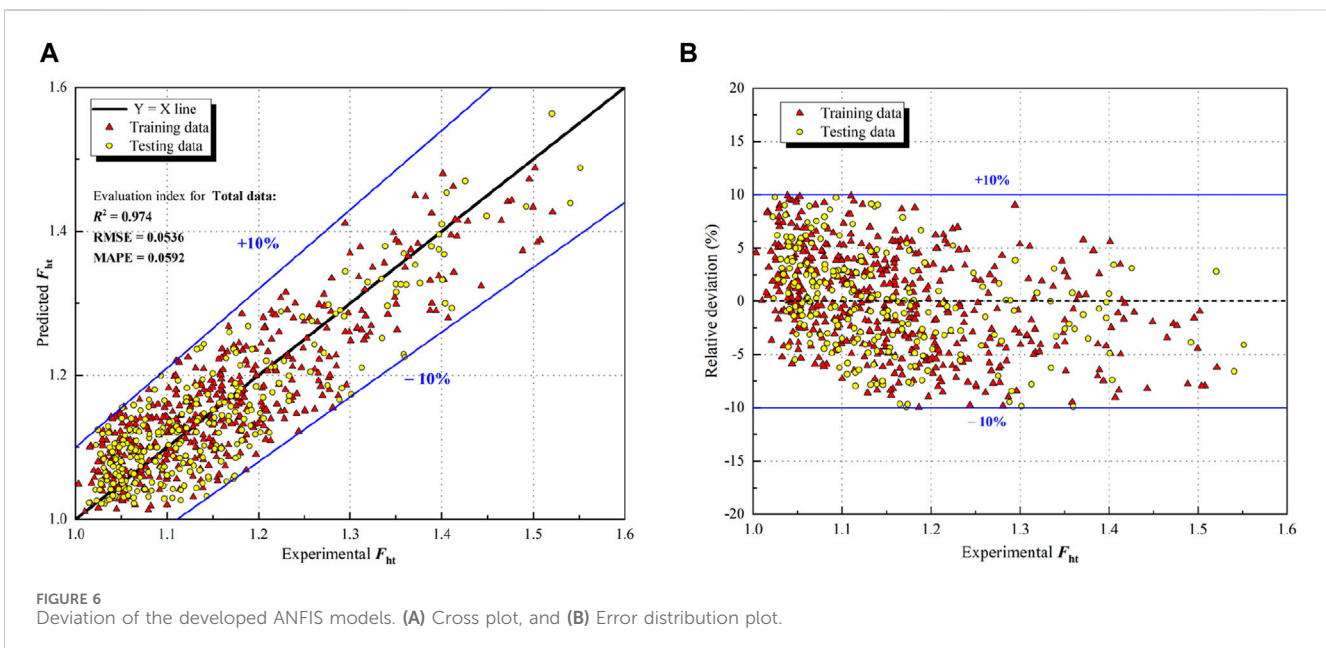 A
1.6
1.4
1.2
1.0
Predicted Fht
Y = X line
Training data
Testing data
Evaluation index for Total data:
R² = 0.974
RMSE = 0.0536
MAPE = 0.0592
+10%
– 10%
1.0 1.1 1.2 1.3 1.4 1.5 1.6
Experimental Fht
B
20
15
10
5
0
-5
-10
-15
-20
Relative deviation (%)
Training data
Testing data
+10%
– 10%
1.0 1.1 1.2 1.3 1.4 1.5 1.6
Experimental Fht
FIGURE 6
Deviation of the developed ANFIS models. (A) Cross plot, and (B) Error distribution plot.